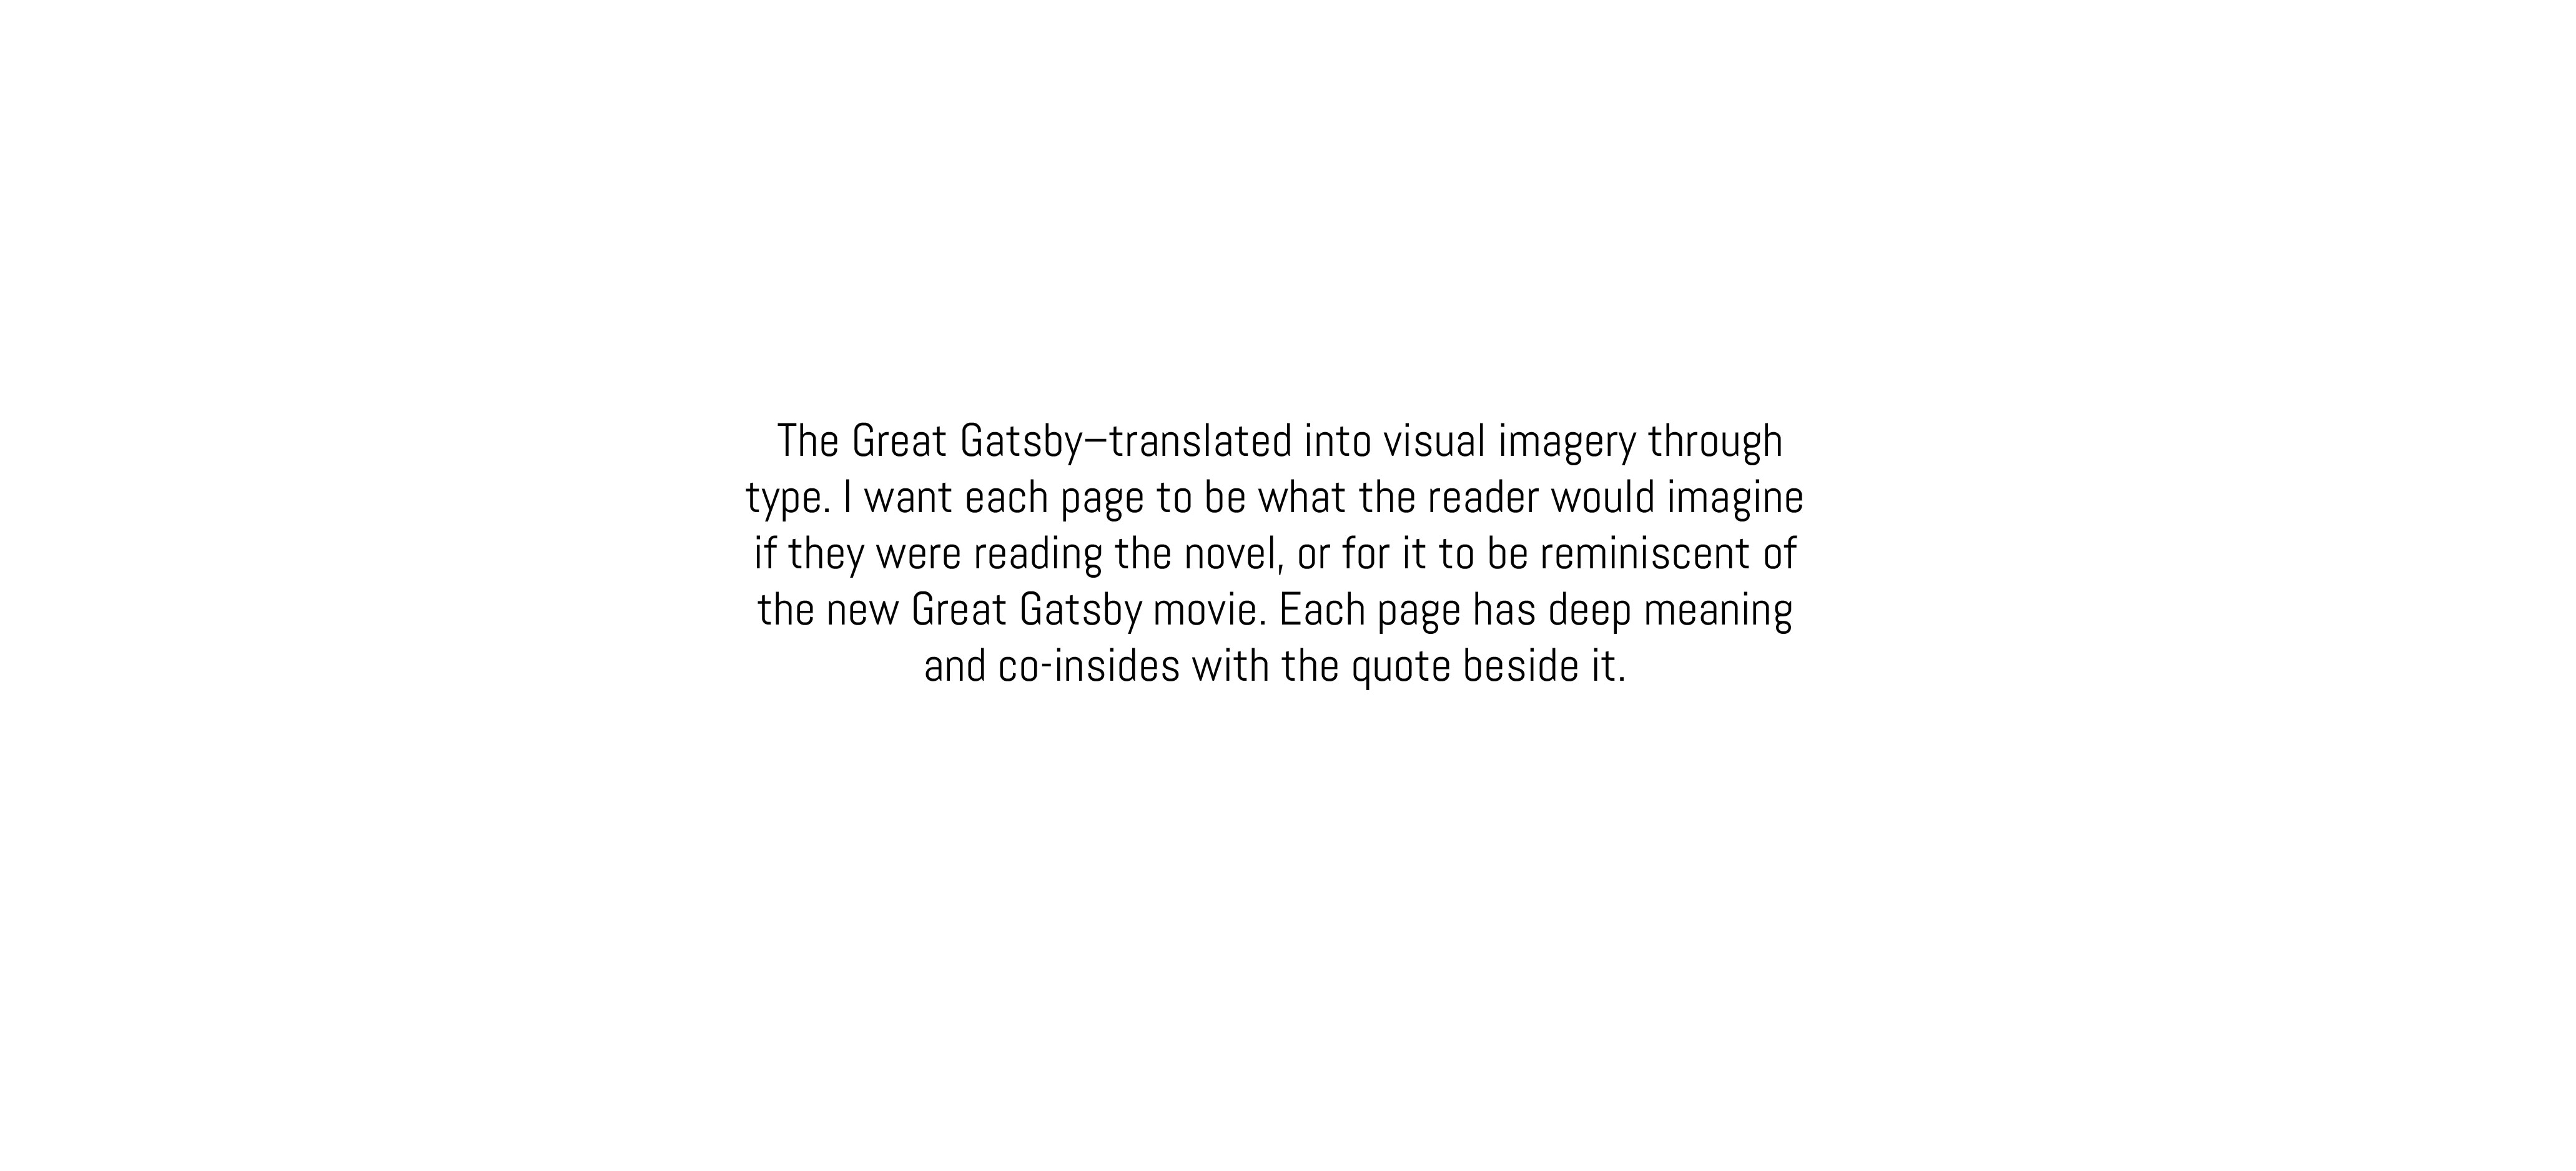 The Great Gatsby–translated into visual imagery through
type. I want each page to be what the reader would imagine
if they were reading the novel, or for it to be reminiscent of
the new Great Gatsby movie. Each page has deep meaning
and co-insides with the quote beside it.